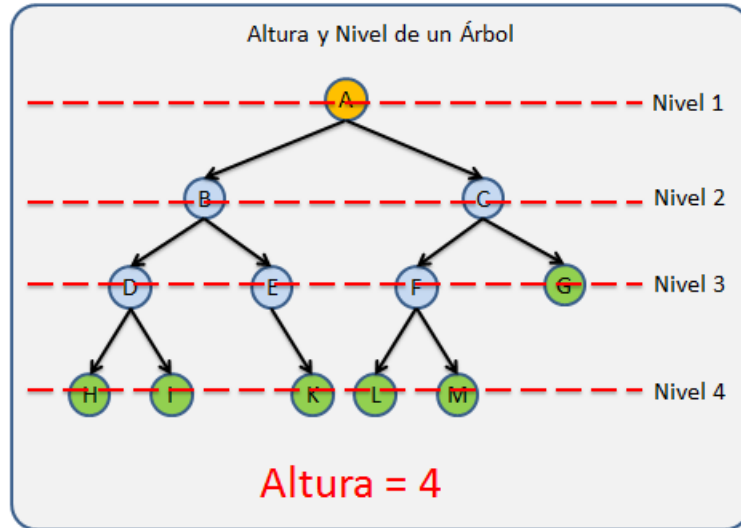 Altura y Nivel de un Árbol
A Nivel 1
B C Nivel 2
D E F G Nivel 3
H I K L M Nivel 4
Altura = 4